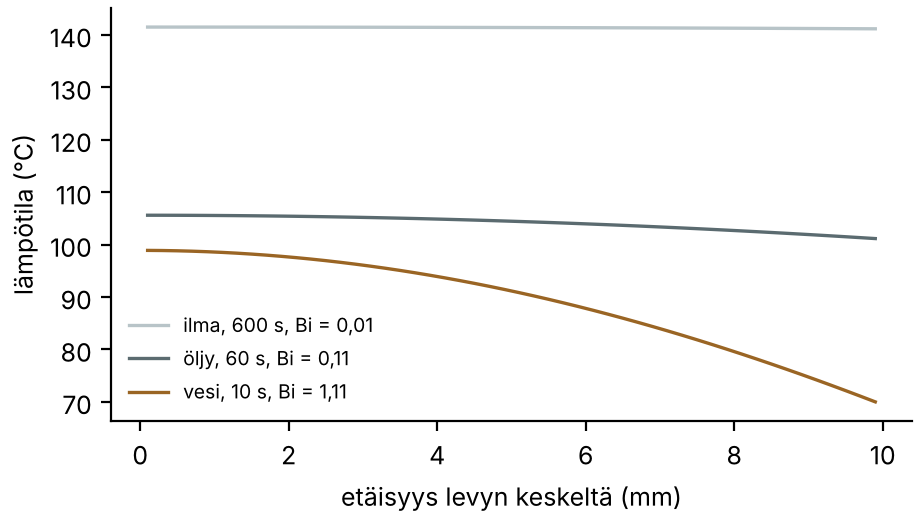 140
130
120
110
100
90
80
70
lämpötila (°C)
ilma, 600 s, Bi = 0,01
öljy, 60 s, Bi = 0,11
vesi, 10 s, Bi = 1,11
0 2 4 6 8 10
etäisyys levyn keskeltä (mm)